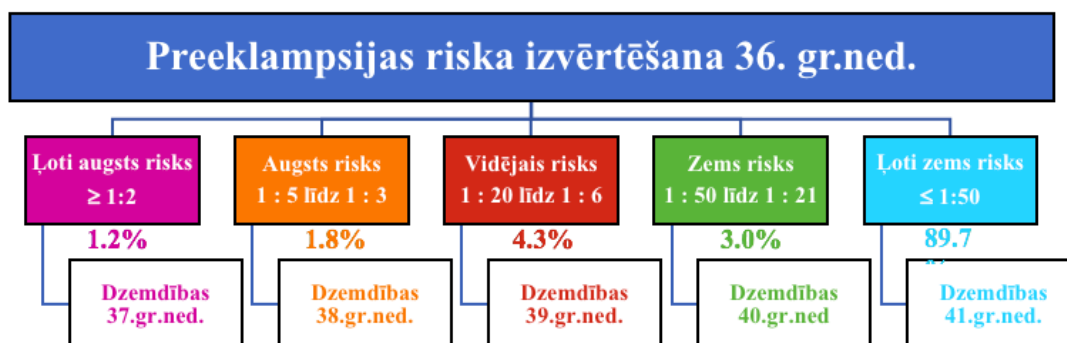 Preeklampsijas riska izvērtēšana 36. gr.ned.
Ļoti augsts risks
≥ 1:2
1.2%
Dzemdības
37.gr.ned.
Augsts risks
1 : 5 līdz 1 : 3
1.8%
Dzemdības
38.gr.ned.
Vidējais risks
1 : 20 līdz 1 : 6
4.3%
Dzemdības
39.gr.ned.
Zems risks
1 : 50 līdz 1 : 21
3.0%
Dzemdības
40.gr.ned
Ļoti zems risks
≤ 1:50
89.7
Dzemdības
41.gr.ned.